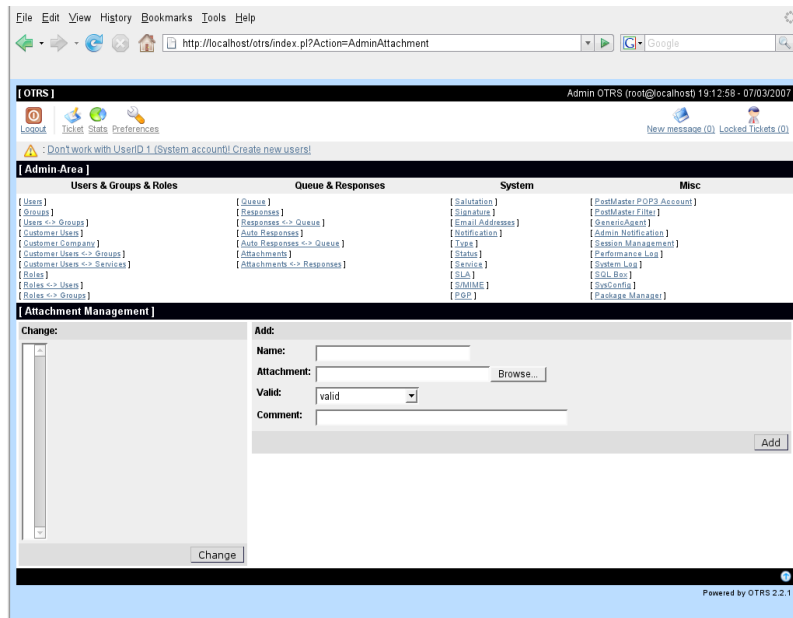 File Edit View History Bookmarks Tools Help
http://localhost/otrs/index.pl?Action=AdminAttachment
G Google
[ OTRS ]
Admin OTRS (root@localhost) 19:12:58 - 07/03/2007
Logout Ticket Stats Preferences
New message (0) Locked Tickets (0)
: Don't work with UserID 1 (System account)! Create new users!
[ Admin-Area ]
Users & Groups & Roles Queue & Responses System Misc
[ Users ] [ Queue ] [ Salutation ] [ PostMaster POP3 Account ]
[ Groups ] [ Responses ] [ Signature ] [ PostMaster Filter ]
[ Users <-> Groups ] [ Responses <-> Queue ] [ Email Addresses ] [ GenericAgent ]
[ Customer Users ] [ Auto Responses ] [ Notification ] [ Admin Notification ]
[ Customer Company ] [ Auto Responses <-> Queue ] [ Type ] [ Session Management ]
[ Customer Users <-> Groups ] [ Attachments ] [ Status ] [ Performance Log ]
[ Customer Users <-> Services ] [ Attachments <-> Responses ] [ Service ] [ System Log ]
[ Roles ] [ SLA ] [ SQL Box ]
[ Roles <-> Users ] [ S/MIME ] [ SysConfig ]
[ Roles <-> Groups ] [ PGP ] [ Package Manager ]
[ Attachment Management ]
Change:
Add:
Name:
Attachment: Browse...
Valid: valid
Comment:
Add
Change
Powered by OTRS 2.2.1